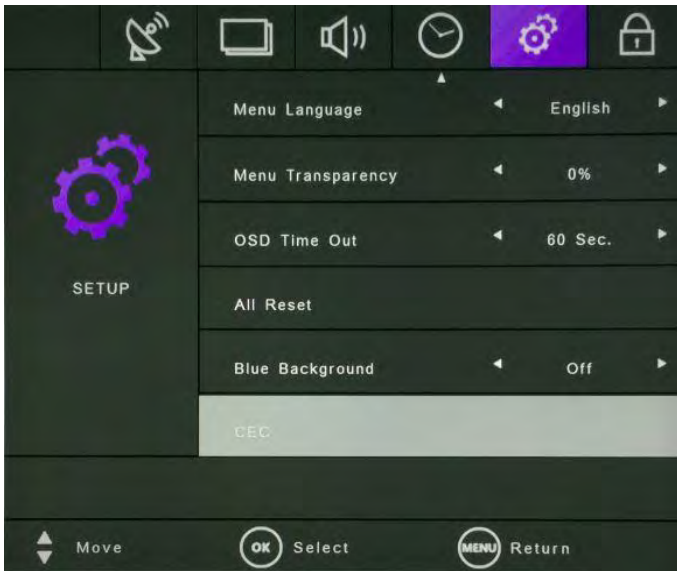 Menu Language English
Menu Transparency 0%
OSD Time Out 60 Sec.
SETUP
All Reset
Blue Background Off
CEC
Move OK Select MENU Return